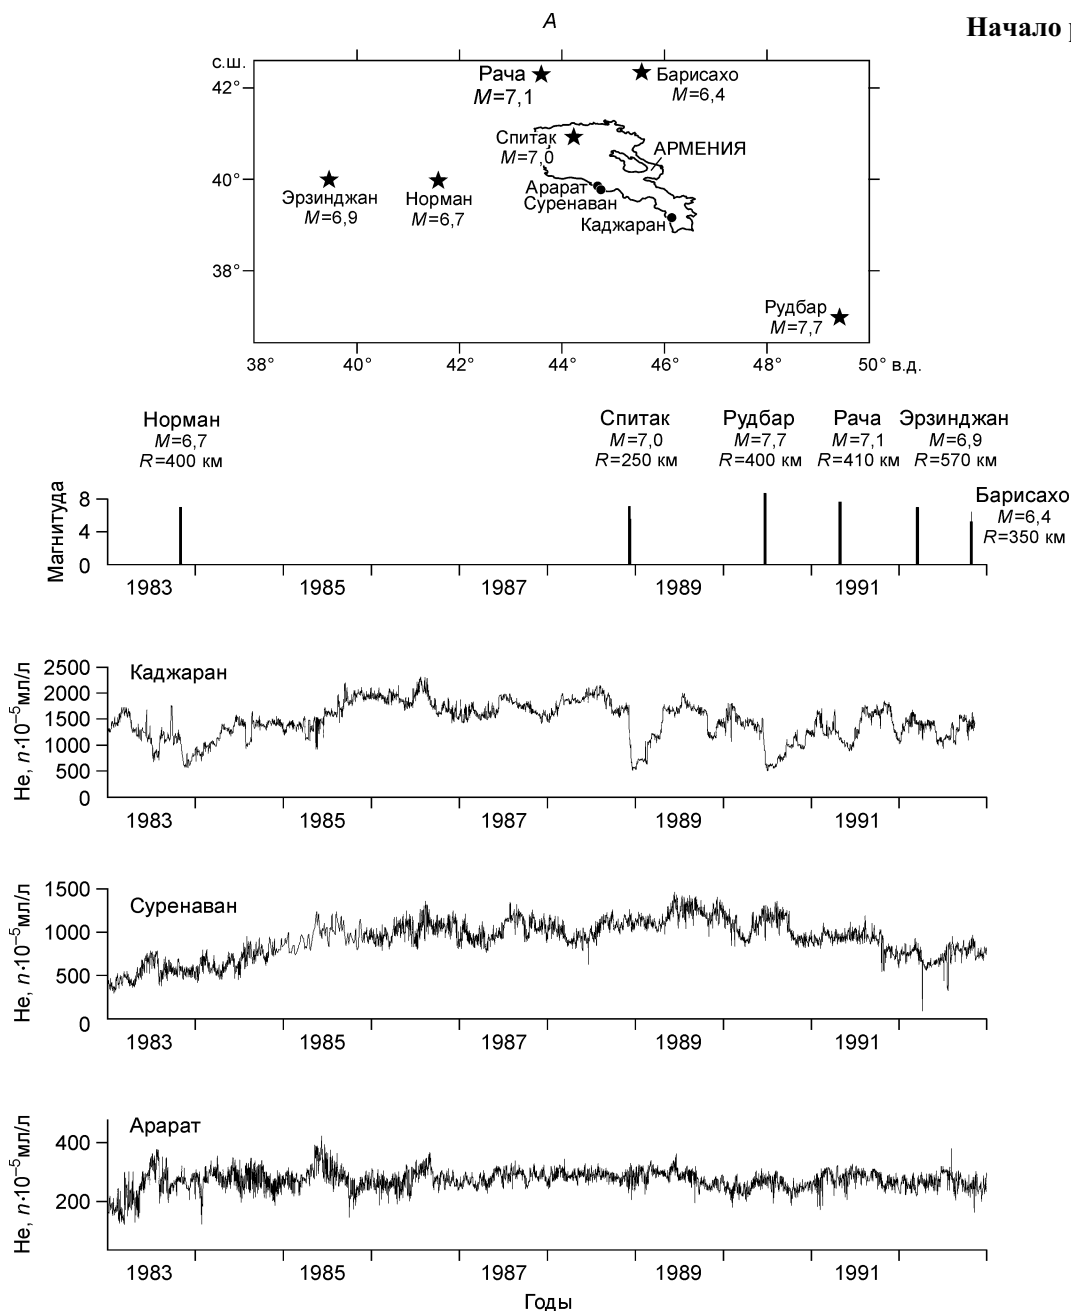 А
Начало р
с.ш.
42°
40°
38°
Рача
М=7,1
Барисахо
М=6,4
Спитак
М=7,0
АРМЕНИЯ
Эрзинджан
М=6,9
Норман
М=6,7
Арарат
Суренаван
Каджаран
Рудбар
М=7,7
38° 40° 42° 44° 46° 48° 50° в.д.
Норман
М=6,7
R=400 км
Спитак
М=7,0
R=250 км
Рудбар
М=7,7
R=400 км
Рача
М=7,1
R=410 км
Эрзинджан
М=6,9
R=570 км
Барисахо
М=6,4
R=350 км
Магнитуда
8
4
0
1983 1985 1987 1989 1991
Каджаран
Не, n·10⁻⁵мл/л
2500
2000
1500
1000
500
0
1983 1985 1987 1989 1991
Суренаван
Не, n·10⁻⁵мл/л
1500
1000
500
0
1983 1985 1987 1989 1991
Арарат
Не, n·10⁻⁵мл/л
400
200
1983 1985 1987 1989 1991
Годы